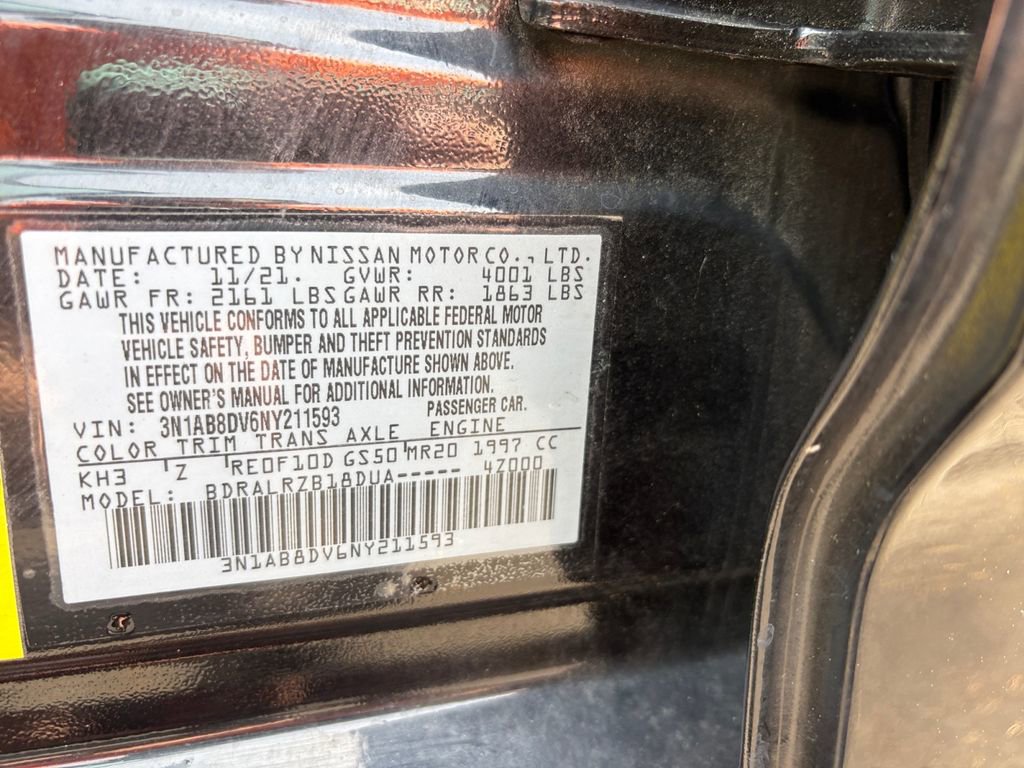 MANUFACTURED BY NISSAN MOTOR CO., LTD.
DATE: 11/21. GVWR: 4001 LBS
GAWR FR: 2161 LBS GAWR RR: 1863 LBS
THIS VEHICLE CONFORMS TO ALL APPLICABLE FEDERAL MOTOR
VEHICLE SAFETY, BUMPER AND THEFT PREVENTION STANDARDS
IN EFFECT ON THE DATE OF MANUFACTURE SHOWN ABOVE.
SEE OWNER'S MANUAL FOR ADDITIONAL INFORMATION.
VIN: 3N1AB8DV6NY211593 PASSENGER CAR.
COLOR TRIM TRANS AXLE ENGINE
KH3 Z RE0F10D GS50 MR20 1997 CC
MODEL: BDRALRZB18DUA----- 4Z000
3N1AB8DV6NY211593